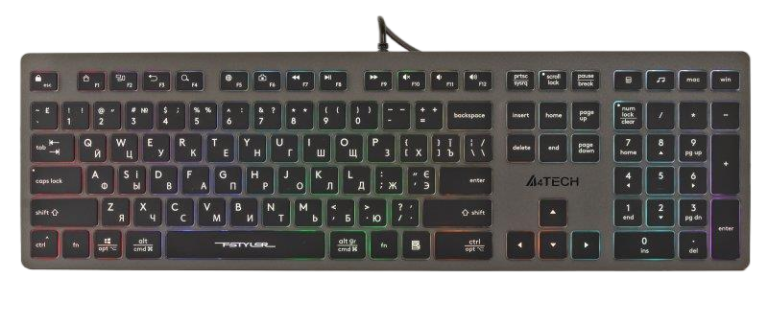 esc F1 F2 F3 F4 F5 F6 F7 F8 F9 F10 F11 F12 prtsc sysrq scroll lock pause break mac win
~ £ ! 1 @ " 2 # № 3 $ ; 4 % % 5 ^ : 6 & ? 7 * * 8 ( ( 9 ) ) 0 - - + = backspace insert home page up num lock clear / * -
tab Q Й W Ц E У R К T Е Y Н U Г I Ш O Щ P З { [ Х } ] Ї | \ / delete end page down 7 home 8 9 pg up +
caps lock A Ф S І D В F А G П H Р J О K Л L Д : ; Ж " ' Є enter A4TECH 4 5 6
shift Z Я X Ч C С V М B И N Т M Ь < , Б > . Ю ? / shift 1 end 2 3 pg dn enter
ctrl fn opt alt cmd FSTYLER alt gr cmd fn ctrl opt 0 ins . del